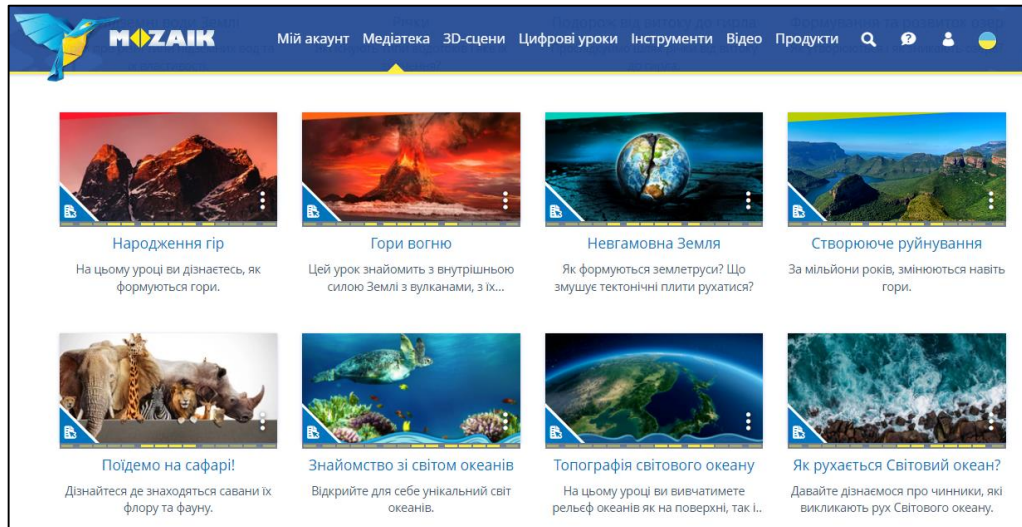 MOZAIK
Мій акаунт Медіатека 3D-сцени Цифрові уроки Інструменти Відео Продукти
Народження гір
На цьому уроці ви дізнаєтесь, як
формуються гори.
Гори вогню
Цей урок знайомить з внутрішньою
силою Землі з вулканами, з їх...
Невгамовна Земля
Як формуються землетруси? Що
змушує тектонічні плити рухатися?
Створююче руйнування
За мільйони років, змінюються навіть
гори.
Поїдемо на сафарі!
Дізнайтеся де знаходяться савани їх
флору та фауну.
Знайомство зі світом океанів
Відкрийте для себе унікальний світ
океанів.
Топографія світового океану
На цьому уроці ви вивчатимете
рельєф океанів як на поверхні, так і..
Як рухається Світовий океан?
Давайте дізнаємося про чинники, які
викликають рух Світового океану.